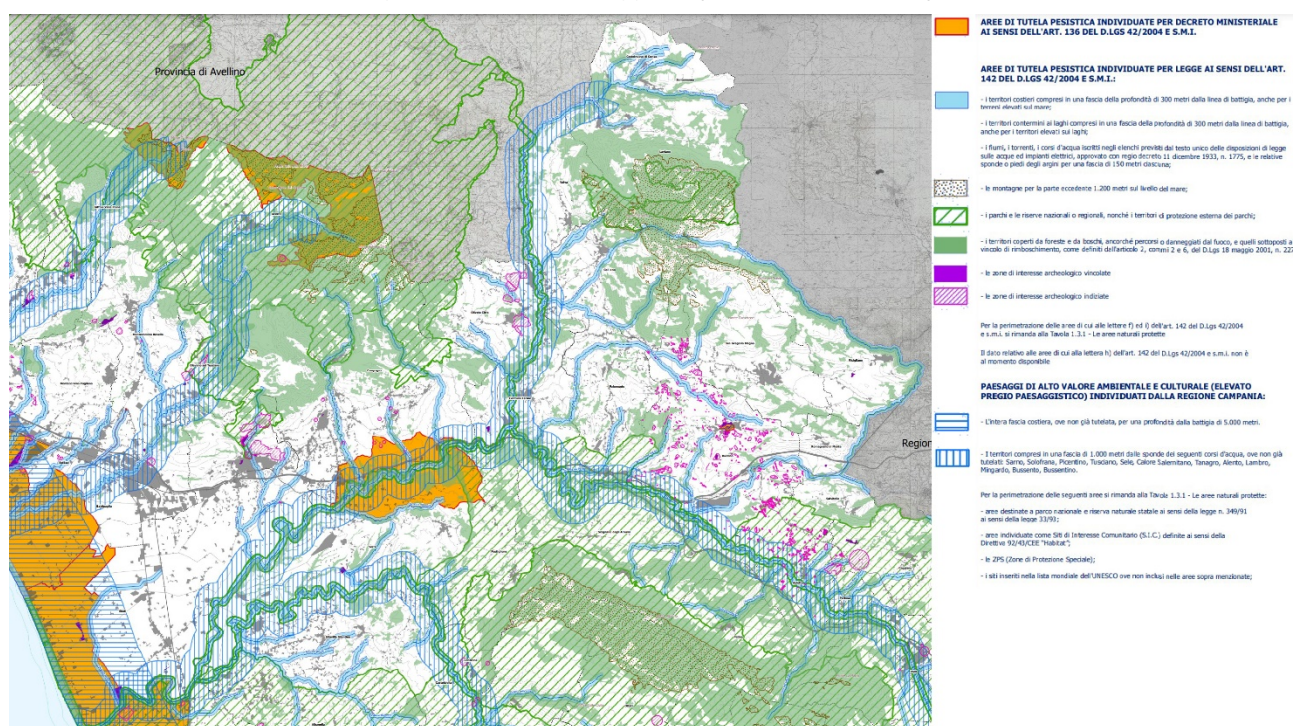 Provincia di Avellino
Region
AREE DI TUTELA PESISTICA INDIVIDUATE PER DECRETO MINISTERIALE
AI SENSI DELL'ART. 136 DEL D.LGS 42/2004 E S.M.I.
AREE DI TUTELA PESISTICA INDIVIDUATE PER LEGGE AI SENSI DELL'ART.
142 DEL D.LGS 42/2004 E S.M.I.:
- i territori costieri compresi in una fascia della profondità di 300 metri dalla linea di battigia, anche per i
terreni elevati sul mare;
- i territori contermini ai laghi compresi in una fascia della profondità di 300 metri dalla linea di battigia,
anche per i territori elevati sui laghi;
- i fiumi, i torrenti, i corsi d'acqua iscritti negli elenchi previsti dal testo unico delle disposizioni di legge
sulle acque ed impianti elettrici, approvato con regio decreto 11 dicembre 1933, n. 1775, e le relative
sponde o piedi degli argini per una fascia di 150 metri ciascuna;
- le montagne per la parte eccedente 1.200 metri sul livello del mare;
- i parchi e le riserve nazionali o regionali, nonché i territori di protezione esterna dei parchi;
- i territori coperti da foreste e da boschi, ancorché percorsi o danneggiati dal fuoco, e quelli sottoposti a
vincolo di rimboschimento, come definiti dall'articolo 2, commi 2 e 6, del D.Lgs 18 maggio 2001, n. 227
- le zone di interesse archeologico vincolate
- le zone di interesse archeologico indiziate
Per la perimetrazione delle aree di cui alle lettere f) ed i) dell'art. 142 del D.Lgs 42/2004
e s.m.i. si rimanda alla Tavola 1.3.1 - Le aree naturali protette
Il dato relativo alle aree di cui alla lettera h) dell'art. 142 del D.Lgs 42/2004 e s.m.i. non è
al momento disponibile
PAESAGGI DI ALTO VALORE AMBIENTALE E CULTURALE (ELEVATO
PREGIO PAESAGGISTICO) INDIVIDUATI DALLA REGIONE CAMPANIA:
- L'intera fascia costiera, ove non già tutelata, per una profondità dalla battigia di 5.000 metri.
- I territori compresi in una fascia di 1.000 metri dalle sponde dei seguenti corsi d'acqua, ove non già
tutelati: Sarno, Solofrana, Picentino, Tusciano, Sele, Calore Salernitano, Tanagro, Alento, Lambro,
Mingardo, Bussento, Bussentino.
Per la perimetrazione delle seguenti aree si rimanda alla Tavola 1.3.1 - Le aree naturali protette:
- aree destinate a parco nazionale e riserva naturale statale ai sensi della legge n. 349/91
ai sensi della legge 33/93;
- aree individuate come Siti di Interesse Comunitario (S.I.C.) definite ai sensi della
Direttiva 92/43/CEE "Habitat";
- le ZPS (Zone di Protezione Speciale);
- i siti inseriti nella lista mondiale dell'UNESCO ove non inclusi nelle aree sopra menzionate;